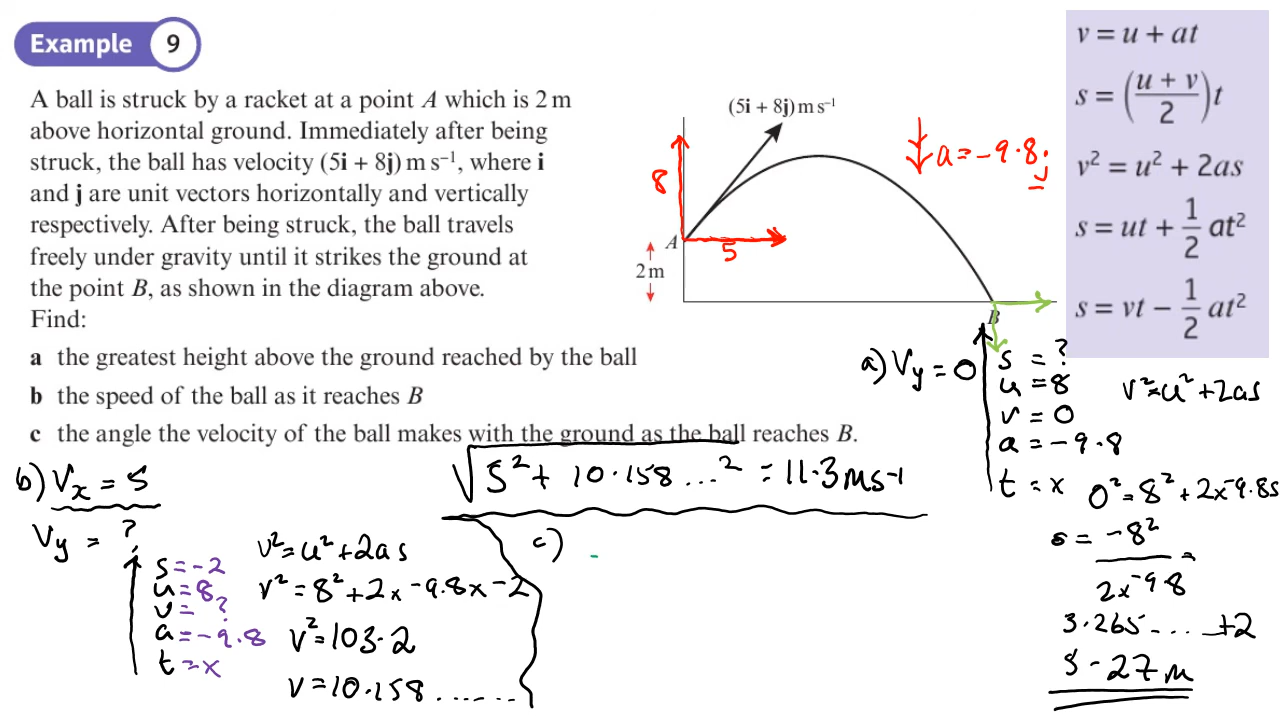 Example 9
A ball is struck by a racket at a point A which is 2 m
above horizontal ground. Immediately after being
struck, the ball has velocity (5i + 8j) m s⁻¹, where i
and j are unit vectors horizontally and vertically
respectively. After being struck, the ball travels
freely under gravity until it strikes the ground at
the point B, as shown in the diagram above.
Find:
a the greatest height above the ground reached by the ball
b the speed of the ball as it reaches B
c the angle the velocity of the ball makes with the ground as the ball reaches B.
(5i + 8j) m s⁻¹
8
A
5
2 m
B
a=-9.8j
v = u + at
s = ((u + v)/2)t
v² = u² + 2as
s = ut + 1/2 at²
s = vt − 1/2 at²
a) Vy = 0
s = ?
u = 8
v = 0
a = -9.8
t = x
v²=u²+2as
0²=8²+2x-9.8s
s = -8²
2x-9.8
=
3.265... +2
5.27m
b) Vx = 5
Vy = ?
s=-2
u=8
v=?
a=-9.8
t=x
v²=u²+2as
v²=8²+2x-9.8x-2
v²=103.2
v=10.158......
√5²+10.158...² = 11.3ms-1
c)